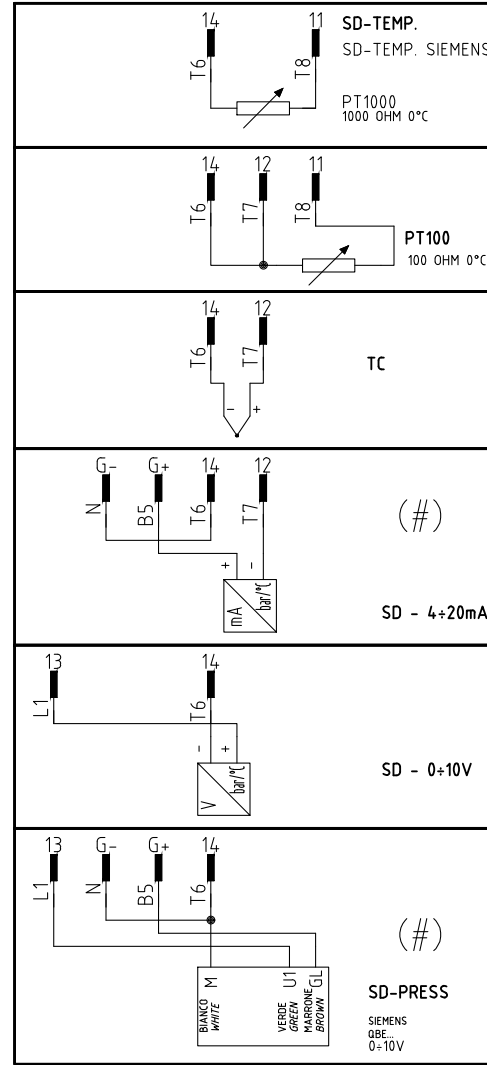 14 11
T6 T8
SD-TEMP.
SD-TEMP. SIEMENS
PT1000
1000 OHM 0°C
14 12 11
T6 T7 T8
PT100
100 OHM 0°C
14 12
T6 T7
- +
TC
G- G+ 14 12
N B5 T6 T7
+ -
mA bar/°C
(#)
SD - 4÷20mA
13 14
L1 T6
- +
V bar/°C
SD - 0÷10V
13 G- G+ 14
L1 N B5 T6
M U1 GL
BIANCO VERDE MARRONE
WHITE GREEN BROWN
(#)
SD-PRESS
SIEMENS
QBE...
0÷10V